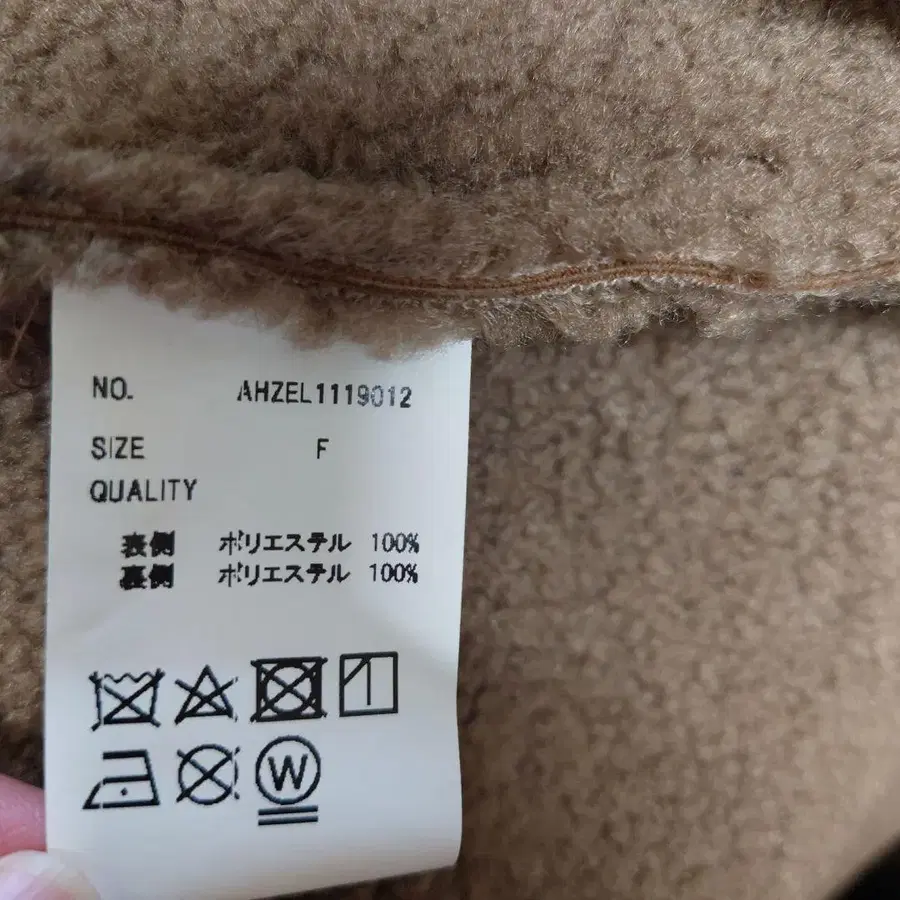 NO. AHZEL1119012
SIZE F
QUALITY
表側 ポリエステル 100%
裏側 ポリエステル 100%
W